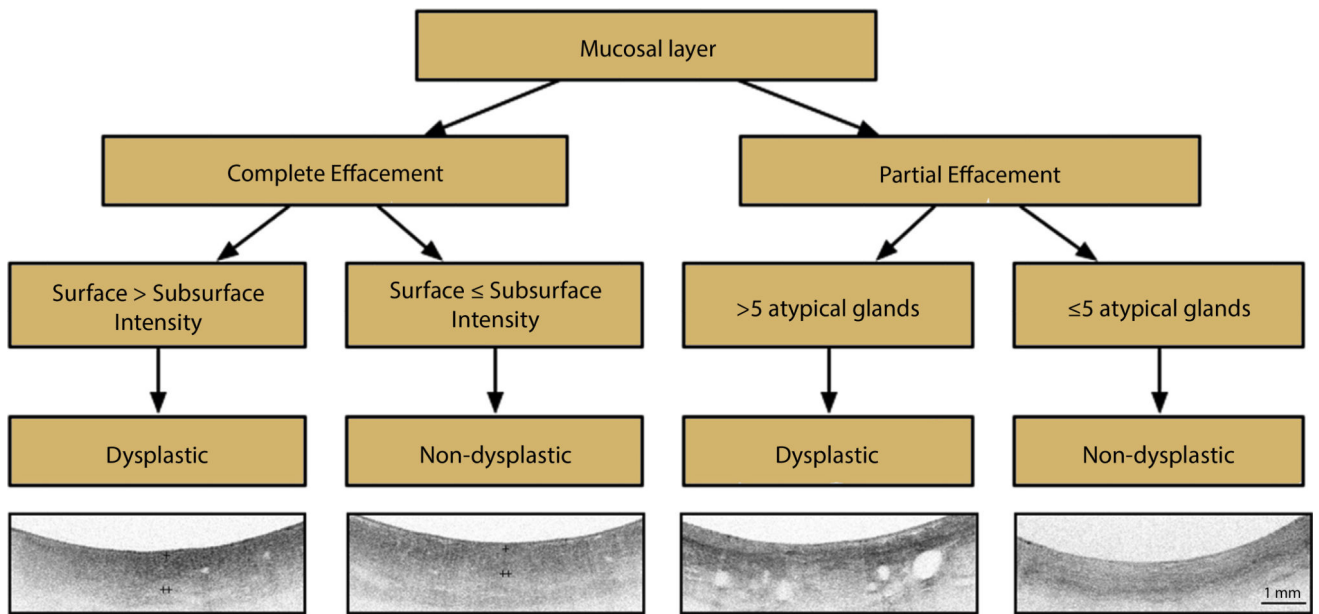 Mucosal layer
Complete Effacement
Partial Effacement
Surface > Subsurface
Intensity
Surface ≤ Subsurface
Intensity
>5 atypical glands
≤5 atypical glands
Dysplastic
Non-dysplastic
Dysplastic
Non-dysplastic
+
++
+
++
1 mm